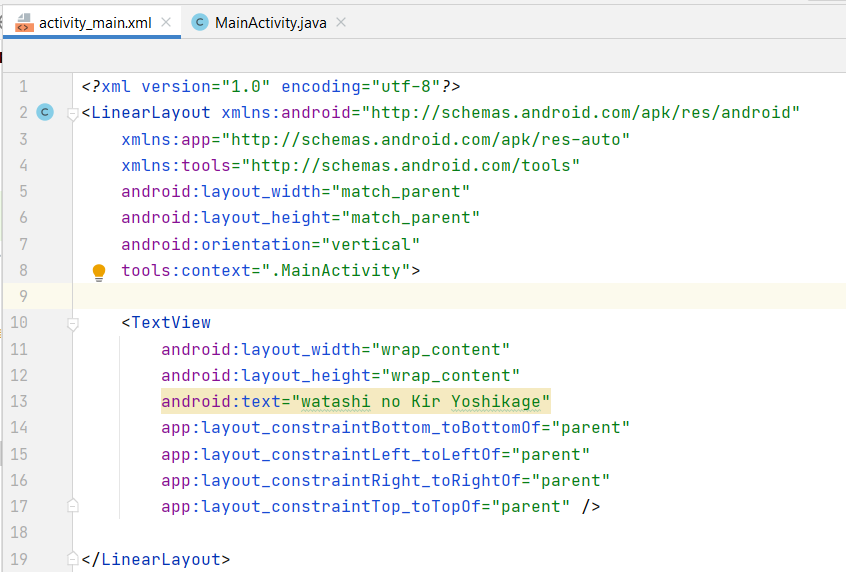 activity_main.xml MainActivity.java
1 <?xml version="1.0" encoding="utf-8"?>
2 <LinearLayout xmlns:android="http://schemas.android.com/apk/res/android"
3 xmlns:app="http://schemas.android.com/apk/res-auto"
4 xmlns:tools="http://schemas.android.com/tools"
5 android:layout_width="match_parent"
6 android:layout_height="match_parent"
7 android:orientation="vertical"
8 tools:context=".MainActivity">
9
10 <TextView
11 android:layout_width="wrap_content"
12 android:layout_height="wrap_content"
13 android:text="watashi no Kir Yoshikage"
14 app:layout_constraintBottom_toBottomOf="parent"
15 app:layout_constraintLeft_toLeftOf="parent"
16 app:layout_constraintRight_toRightOf="parent"
17 app:layout_constraintTop_toTopOf="parent" />
18
19 </LinearLayout>